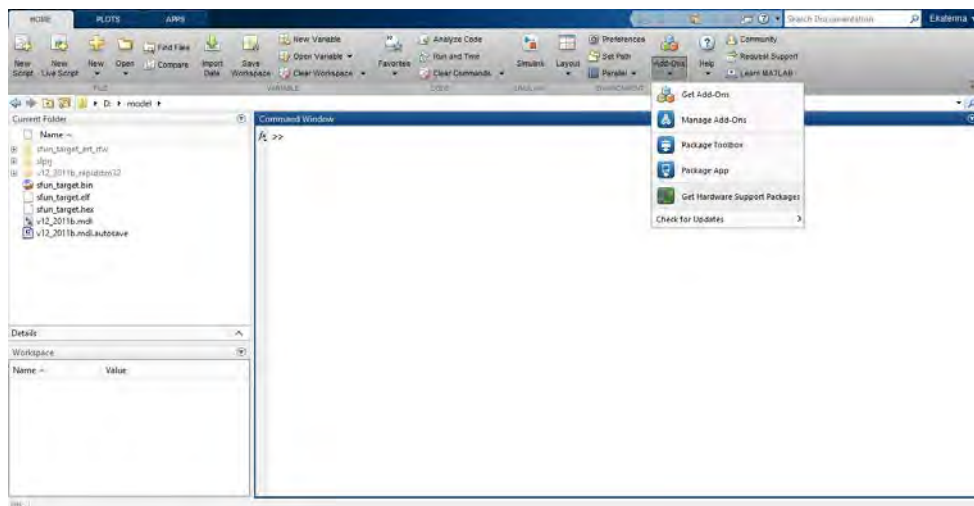 HOME PLOTS APPS
Search Documentation Ekaterina
New Script
New Live Script
New
Open
Find Files
Compare
Import Data
Save Workspace
New Variable
Open Variable
Clear Workspace
Favorites
Analyze Code
Run and Time
Clear Commands
Simulink
Layout
Preferences
Set Path
Parallel
Add-Ons
Help
Community
Request Support
Learn MATLAB
FILE VARIABLE CODE SIMULINK ENVIRONMENT
D: model
Current Folder
Name
sfun_target_ert_rtw
slprj
sfun_target.bin
sfun_target.elf
sfun_target.hex
v12_2011b.mdl
v12_2011b.mdl.autosave
Details
Workspace
Name Value
Command Window
fx >>
Get Add-Ons
Manage Add-Ons
Package Toolbox
Package App
Get Hardware Support Packages
Check for Updates